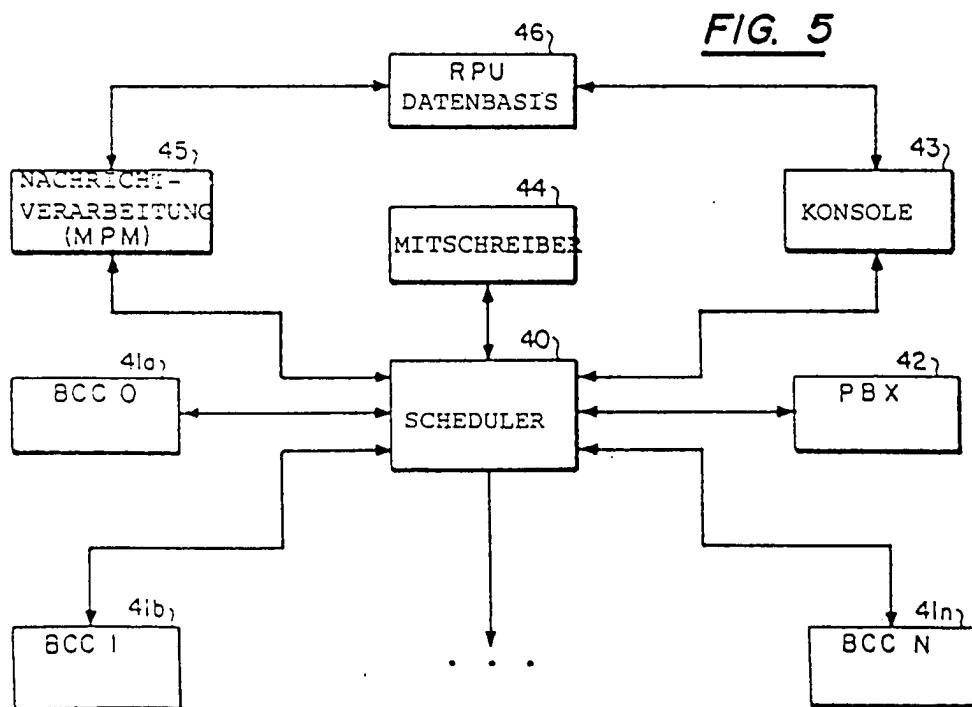 FIG. 5
46
RPU
DATENBASIS
45
NACHRICHT-
VERARBEITUNG
(MPM)
44
MITSCHREIBER
43
KONSOLE
41a
BCC 0
40
SCHEDULER
42
PBX
41b
BCC 1
. . .
41n
BCC N